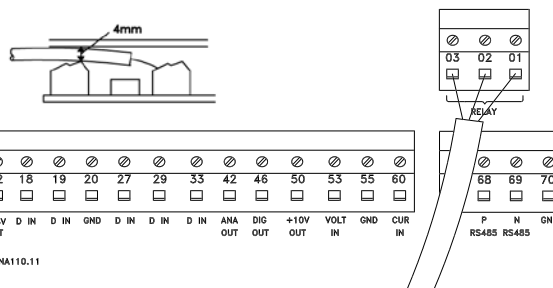 4mm
03 02 01
RELAY
2 18 19 20 27 29 33 42 46 50 53 55 60
68 69 70
V D IN D IN GND D IN D IN D IN ANA DIG +10V VOLT GND CUR
T OUT OUT OUT IN IN
P N GN
RS485 RS485
NA110.11